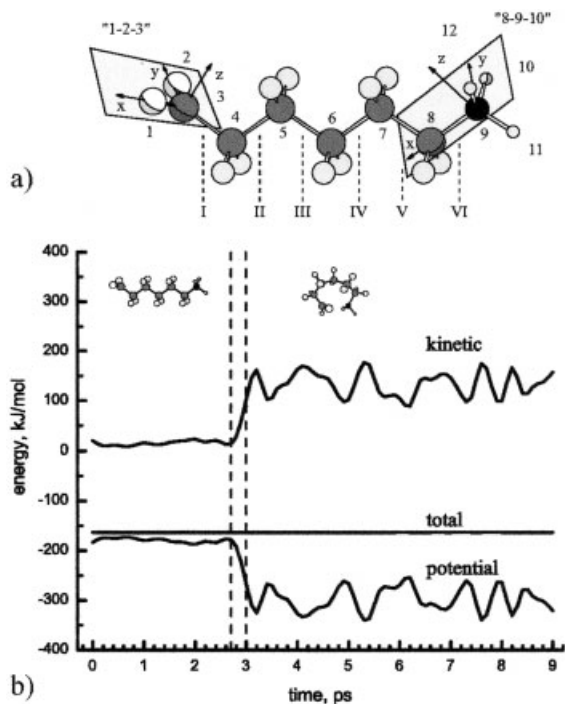 "1-2-3"
"8-9-10"
2
12
y
z
z
y
10
x
3
1
4
5
6
7
8
9
x
11
a)
I II III IV V VI
400
300
200
100
0
-100
-200
-300
-400
energy, kJ/mol
kinetic
total
potential
0 1 2 3 4 5 6 7 8 9
time, ps
b)